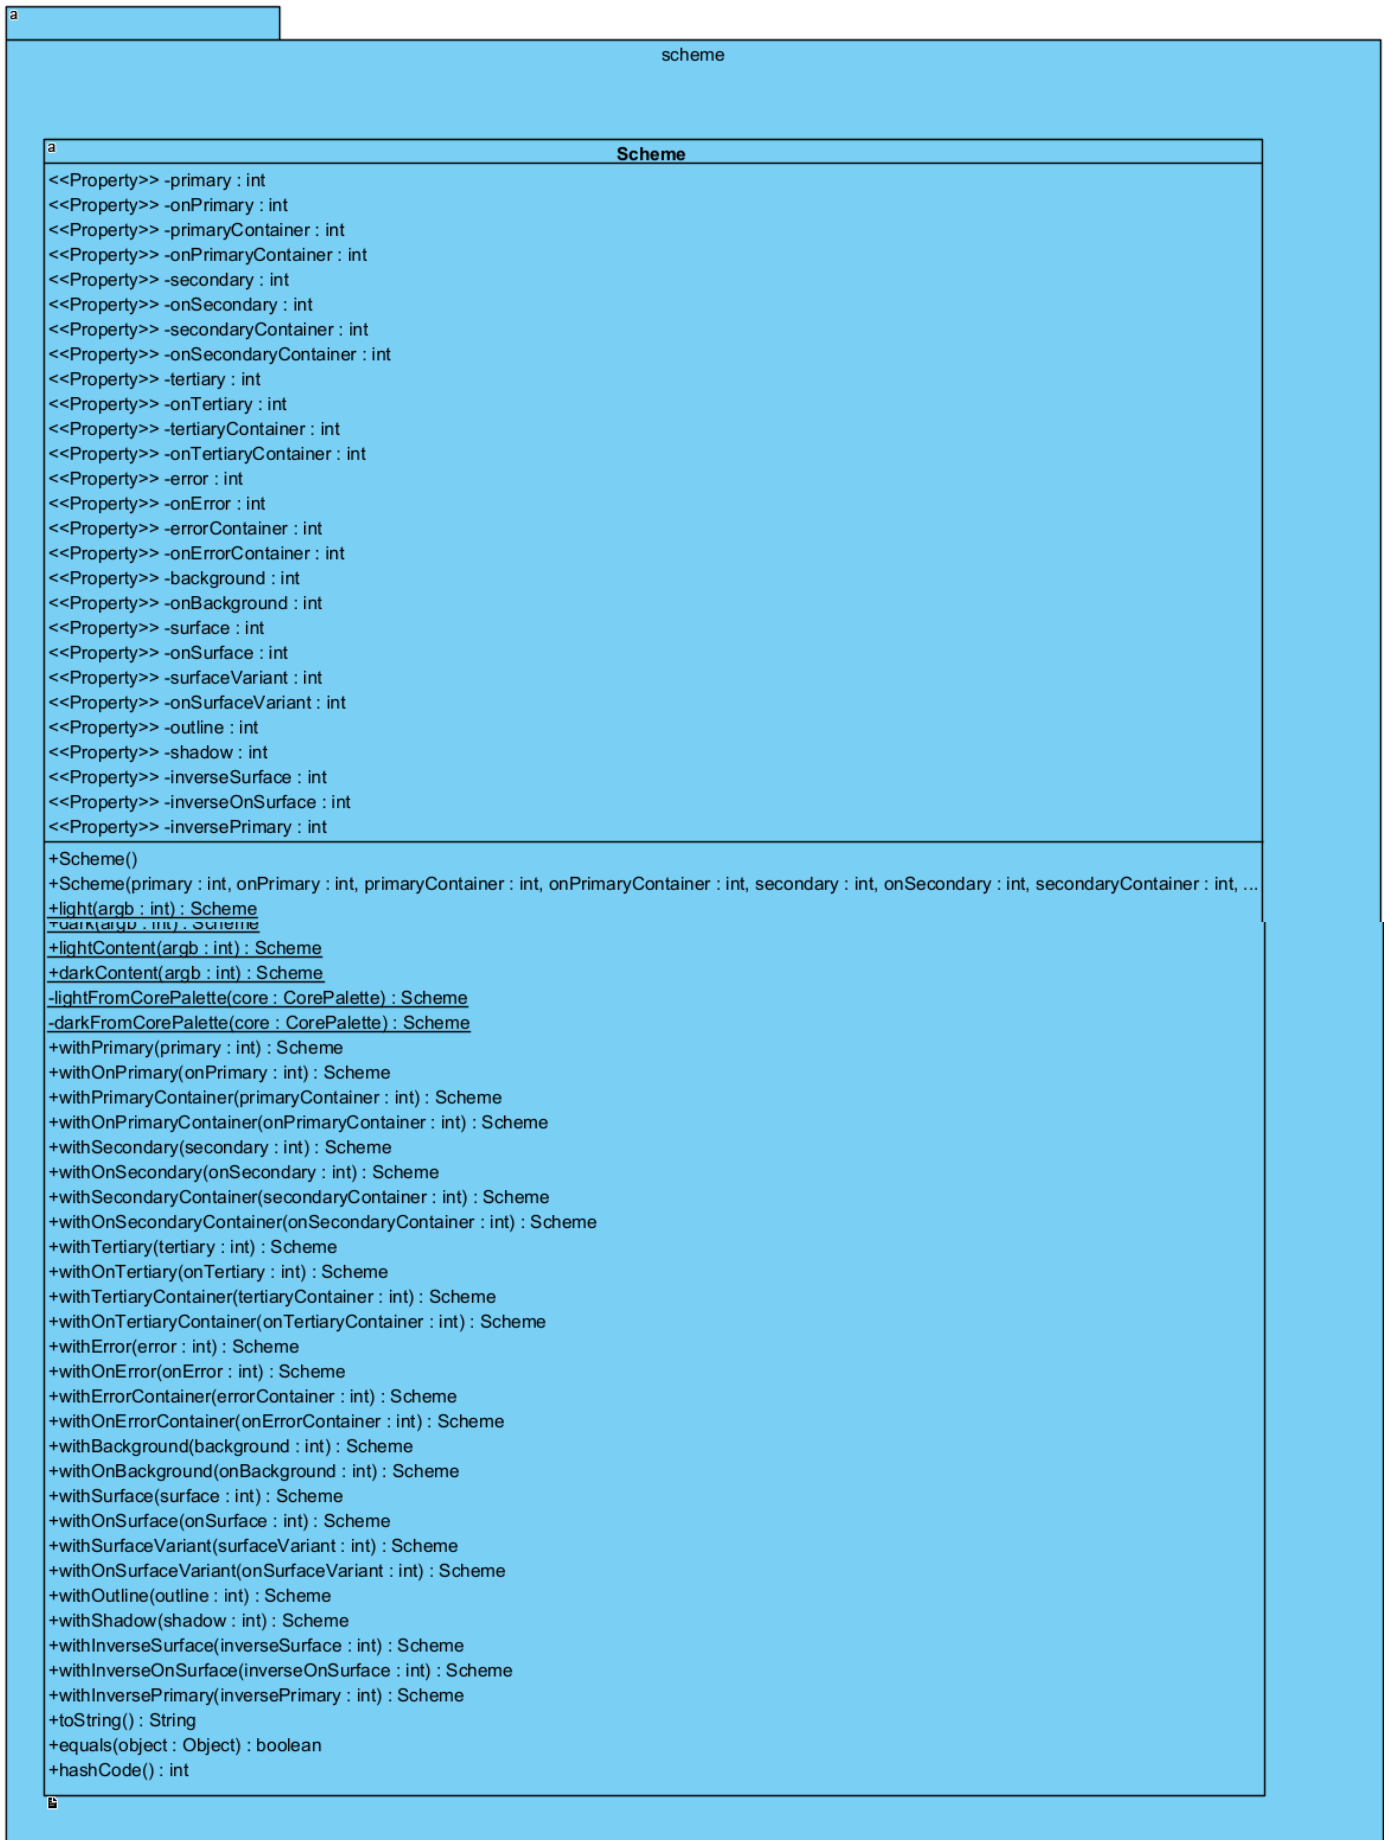 a
scheme
a
Scheme
<<Property>> -primary : int
<<Property>> -onPrimary : int
<<Property>> -primaryContainer : int
<<Property>> -onPrimaryContainer : int
<<Property>> -secondary : int
<<Property>> -onSecondary : int
<<Property>> -secondaryContainer : int
<<Property>> -onSecondaryContainer : int
<<Property>> -tertiary : int
<<Property>> -onTertiary : int
<<Property>> -tertiaryContainer : int
<<Property>> -onTertiaryContainer : int
<<Property>> -error : int
<<Property>> -onError : int
<<Property>> -errorContainer : int
<<Property>> -onErrorContainer : int
<<Property>> -background : int
<<Property>> -onBackground : int
<<Property>> -surface : int
<<Property>> -onSurface : int
<<Property>> -surfaceVariant : int
<<Property>> -onSurfaceVariant : int
<<Property>> -outline : int
<<Property>> -shadow : int
<<Property>> -inverseSurface : int
<<Property>> -inverseOnSurface : int
<<Property>> -inversePrimary : int
+Scheme()
+Scheme(primary : int, onPrimary : int, primaryContainer : int, onPrimaryContainer : int, secondary : int, onSecondary : int, secondaryContainer : int, ...
+light(argb : int) : Scheme
+dark(argb : int) : Scheme
+lightContent(argb : int) : Scheme
+darkContent(argb : int) : Scheme
-lightFromCorePalette(core : CorePalette) : Scheme
-darkFromCorePalette(core : CorePalette) : Scheme
+withPrimary(primary : int) : Scheme
+withOnPrimary(onPrimary : int) : Scheme
+withPrimaryContainer(primaryContainer : int) : Scheme
+withOnPrimaryContainer(onPrimaryContainer : int) : Scheme
+withSecondary(secondary : int) : Scheme
+withOnSecondary(onSecondary : int) : Scheme
+withSecondaryContainer(secondaryContainer : int) : Scheme
+withOnSecondaryContainer(onSecondaryContainer : int) : Scheme
+withTertiary(tertiary : int) : Scheme
+withOnTertiary(onTertiary : int) : Scheme
+withTertiaryContainer(tertiaryContainer : int) : Scheme
+withOnTertiaryContainer(onTertiaryContainer : int) : Scheme
+withError(error : int) : Scheme
+withOnError(onError : int) : Scheme
+withErrorContainer(errorContainer : int) : Scheme
+withOnErrorContainer(onErrorContainer : int) : Scheme
+withBackground(background : int) : Scheme
+withOnBackground(onBackground : int) : Scheme
+withSurface(surface : int) : Scheme
+withOnSurface(onSurface : int) : Scheme
+withSurfaceVariant(surfaceVariant : int) : Scheme
+withOnSurfaceVariant(onSurfaceVariant : int) : Scheme
+withOutline(outline : int) : Scheme
+withShadow(shadow : int) : Scheme
+withInverseSurface(inverseSurface : int) : Scheme
+withInverseOnSurface(inverseOnSurface : int) : Scheme
+withInversePrimary(inversePrimary : int) : Scheme
+toString() : String
+equals(object : Object) : boolean
+hashCode() : int